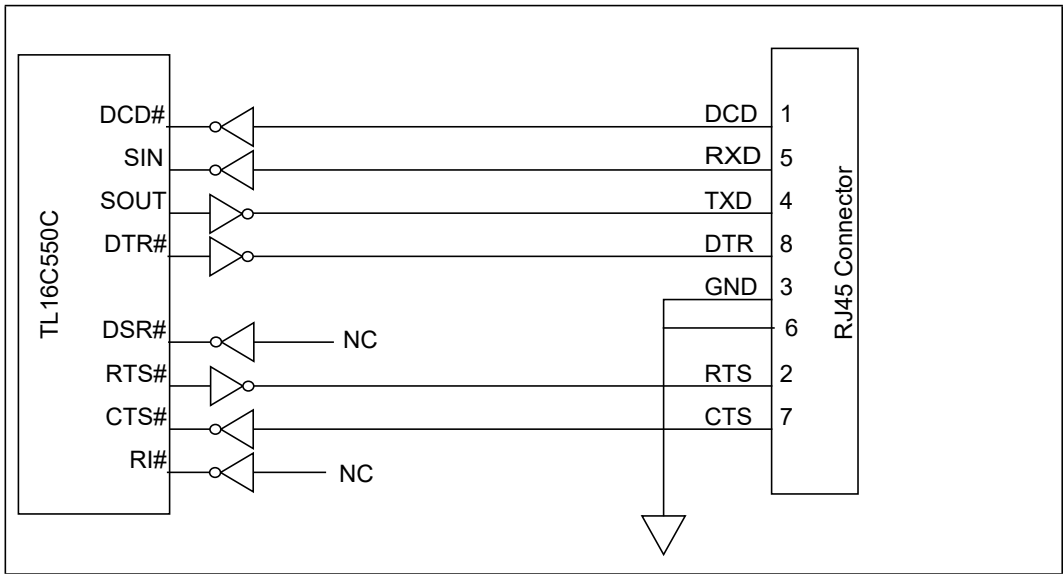 TL16C550C
DCD# DCD 1
SIN RXD 5
SOUT TXD 4
DTR# DTR 8
GND 3
6
DSR# NC
RTS# RTS 2
CTS# CTS 7
RI# NC
RJ45 Connector